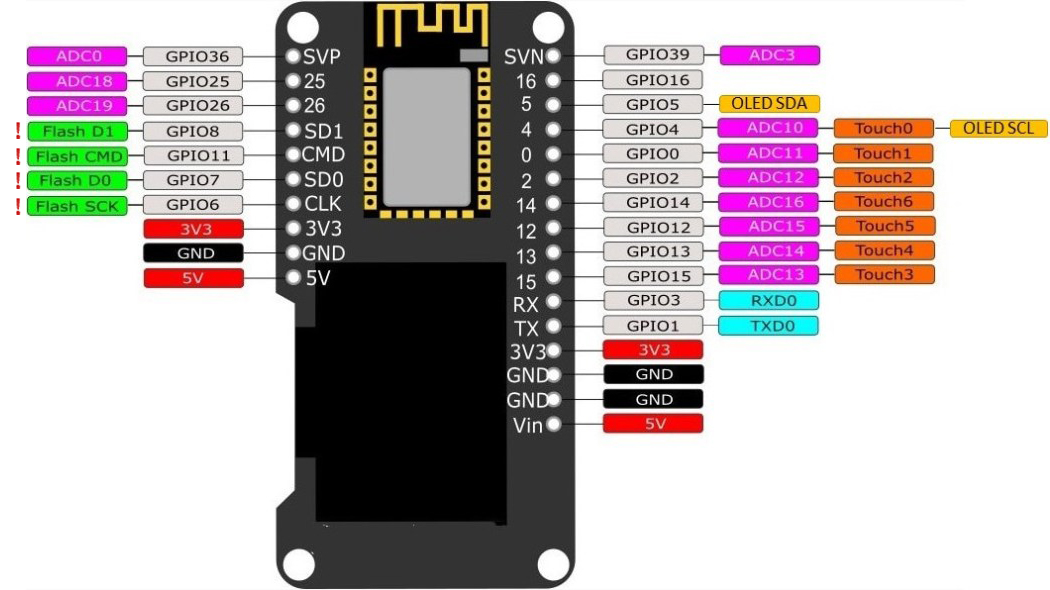 ADC0 GPIO36 SVP SVN GPIO39 ADC3
ADC18 GPIO25 25 16 GPIO16
ADC19 GPIO26 26 5 GPIO5 OLED SDA
! Flash D1 GPIO8 SD1 4 GPIO4 ADC10 Touch0 OLED SCL
! Flash CMD GPIO11 CMD 0 GPIO0 ADC11 Touch1
! Flash D0 GPIO7 SD0 2 GPIO2 ADC12 Touch2
! Flash SCK GPIO6 CLK 14 GPIO14 ADC16 Touch6
3V3 3V3 12 GPIO12 ADC15 Touch5
GND GND 13 GPIO13 ADC14 Touch4
5V 5V 15 GPIO15 ADC13 Touch3
RX GPIO3 RXD0
TX GPIO1 TXD0
3V3 3V3
GND GND
GND GND
Vin 5V